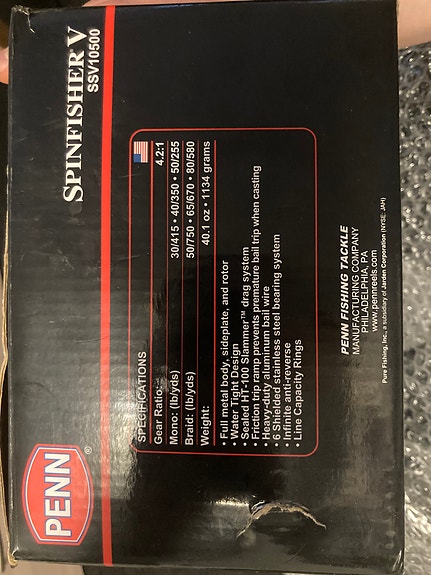 PENN®
SPINFISHER V
SSV10500
SPECIFICATIONS
Gear Ratio: 4.2:1
Mono: (lb/yds) 30/415 • 40/350 • 50/255
Braid: (lb/yds) 50/750 • 65/670 • 80/580
Weight: 40.1 oz • 1134 grams
• Full metal body, sideplate, and rotor
• Water Tight Design
• Sealed HT-100 Slammer™ drag system
• Friction trip ramp prevents premature bail trip when casting
• Heavy-duty aluminum bail wire
• 6 Shielded stainless steel bearing system
• Infinite anti-reverse
• Line Capacity Rings
PENN FISHING TACKLE
MANUFACTURING COMPANY
PHILADELPHIA, PA
www.pennreels.com
Pure Fishing, Inc., a subsidiary of Jarden Corporation (NYSE: JAH)